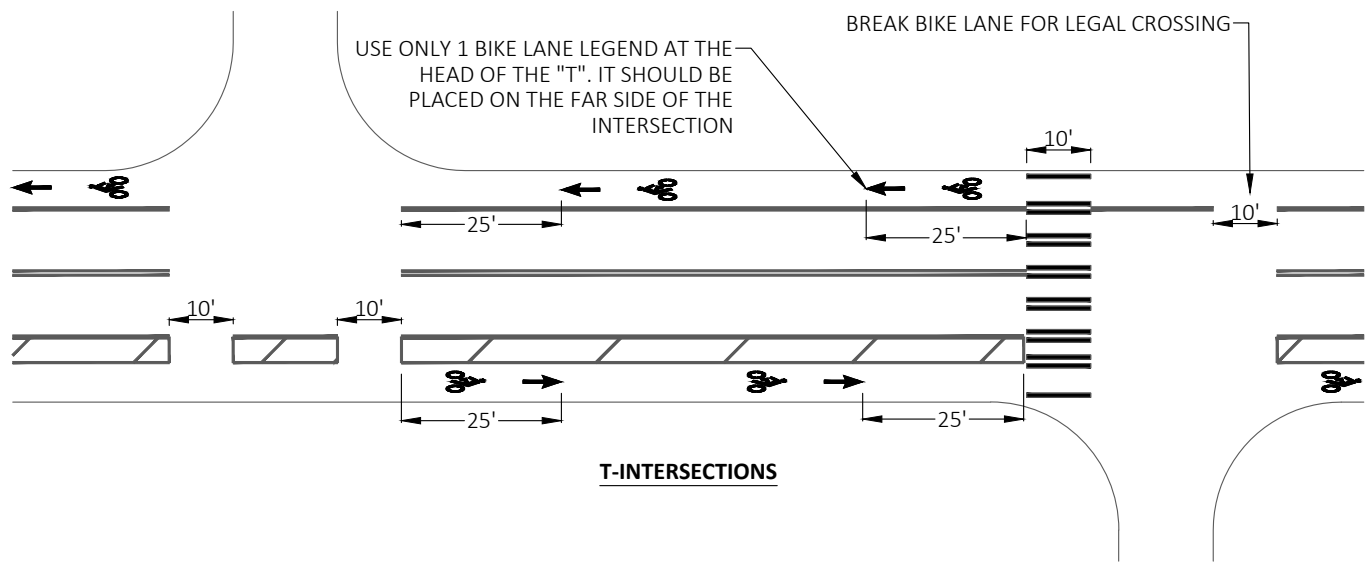 BREAK BIKE LANE FOR LEGAL CROSSING
USE ONLY 1 BIKE LANE LEGEND AT THE
HEAD OF THE "T". IT SHOULD BE
PLACED ON THE FAR SIDE OF THE
INTERSECTION
10'
25'
25'
10'
10'
10'
25'
25'
T-INTERSECTIONS